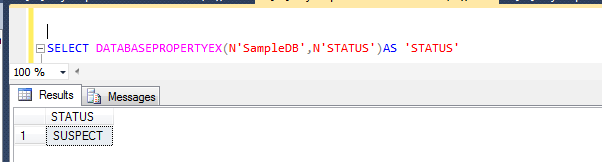 SELECT DATABASEPROPERTYEX(N'SampleDB',N'STATUS')AS 'STATUS'
100 %
Results Messages
STATUS
1 SUSPECT